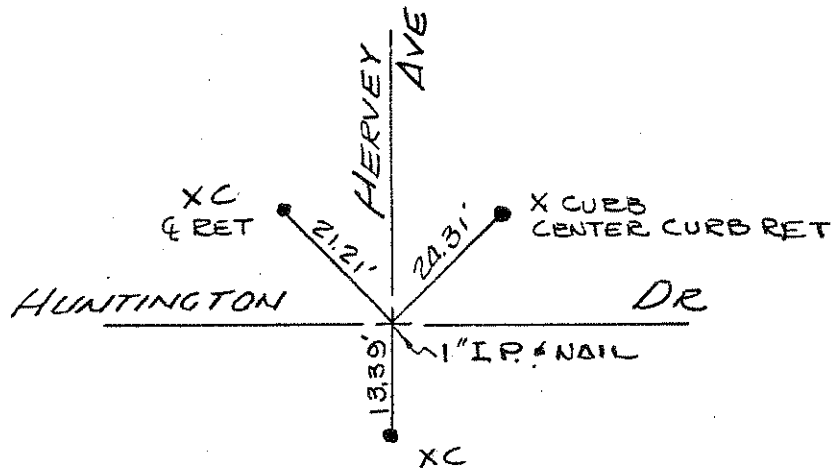 HERVEY
AVE
XC
℄ RET
X CURB
CENTER CURB RET
21.21'
24.31'
HUNTINGTON
DR
1" I.P. & NAIL
13.39'
XC